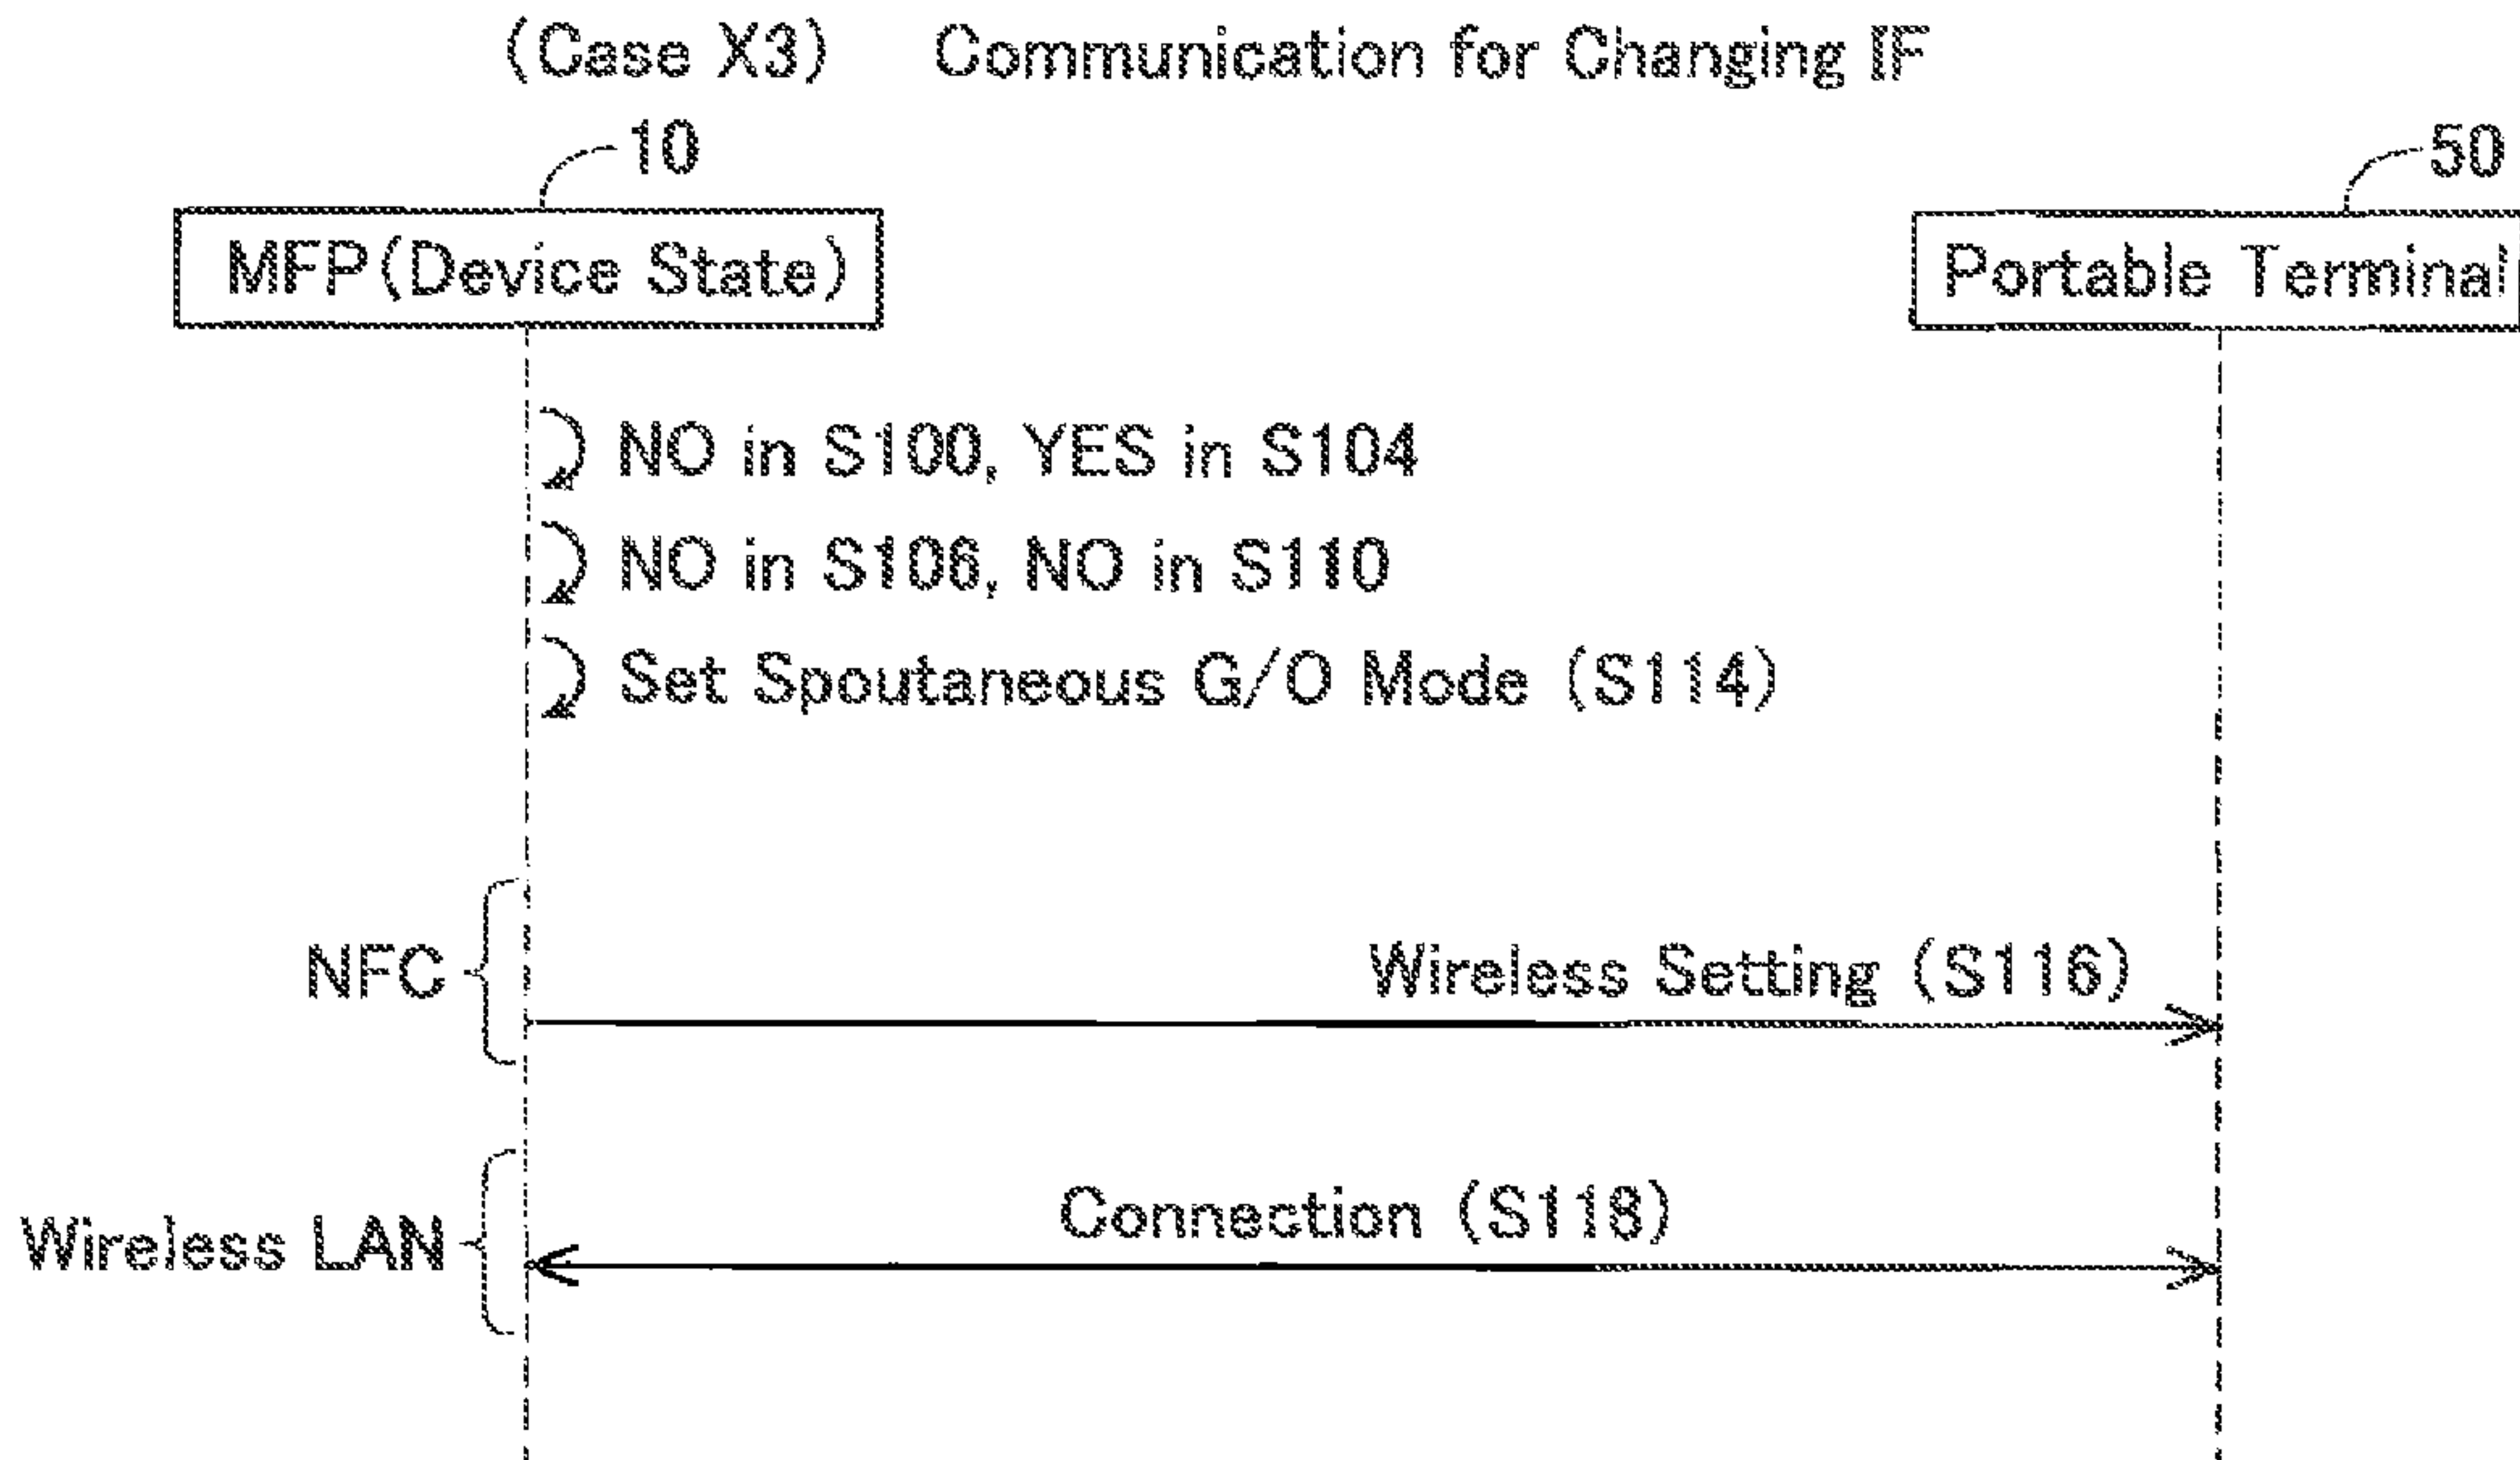 (Case X3) Communication for Changing IF
10
50
MFP(Device State)
Portable Terminal
NO in S100, YES in S104
NO in S106, NO in S110
Set Spoutaneous G/O Mode (S114)
NFC
Wireless Setting (S116)
Wireless LAN
Connection (S118)